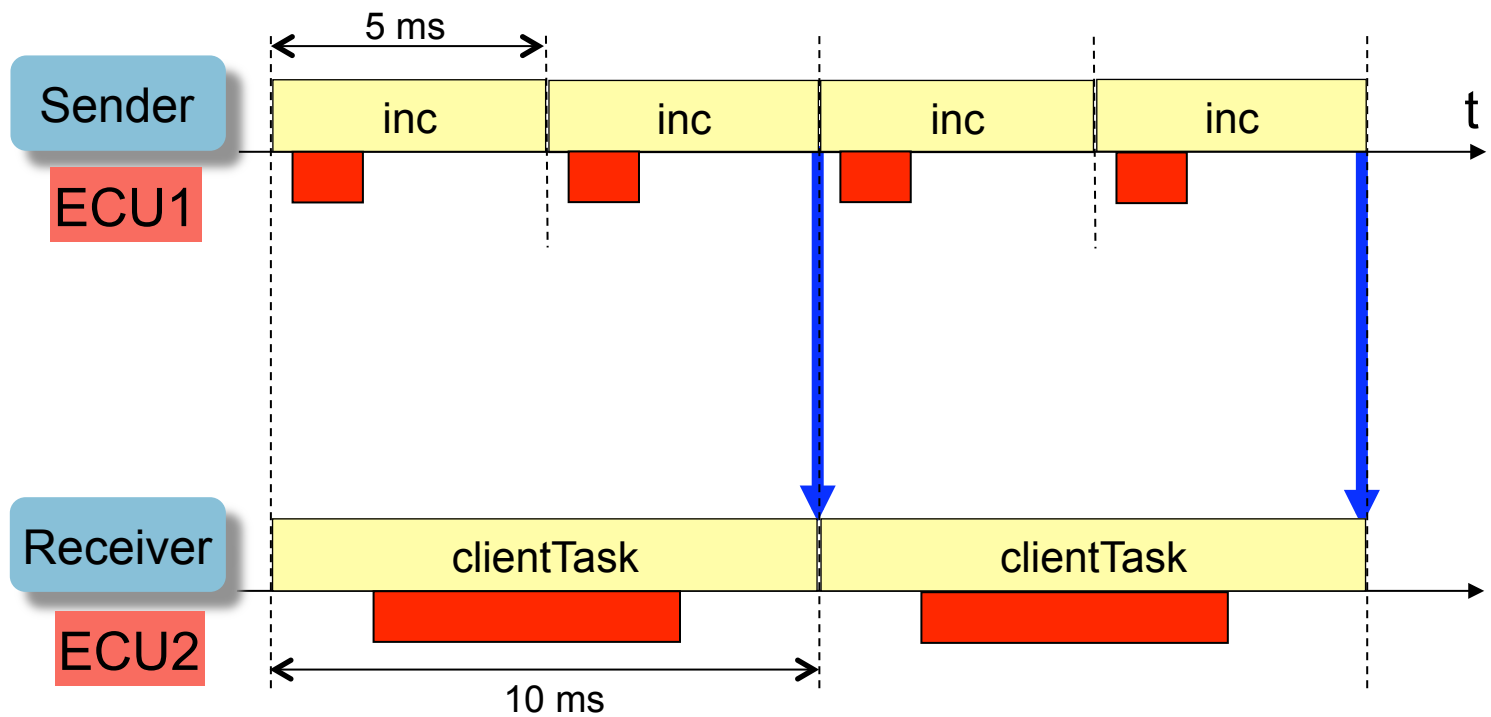 5 ms
Sender
inc
inc
inc
inc
t
ECU1
Receiver
clientTask
clientTask
ECU2
10 ms